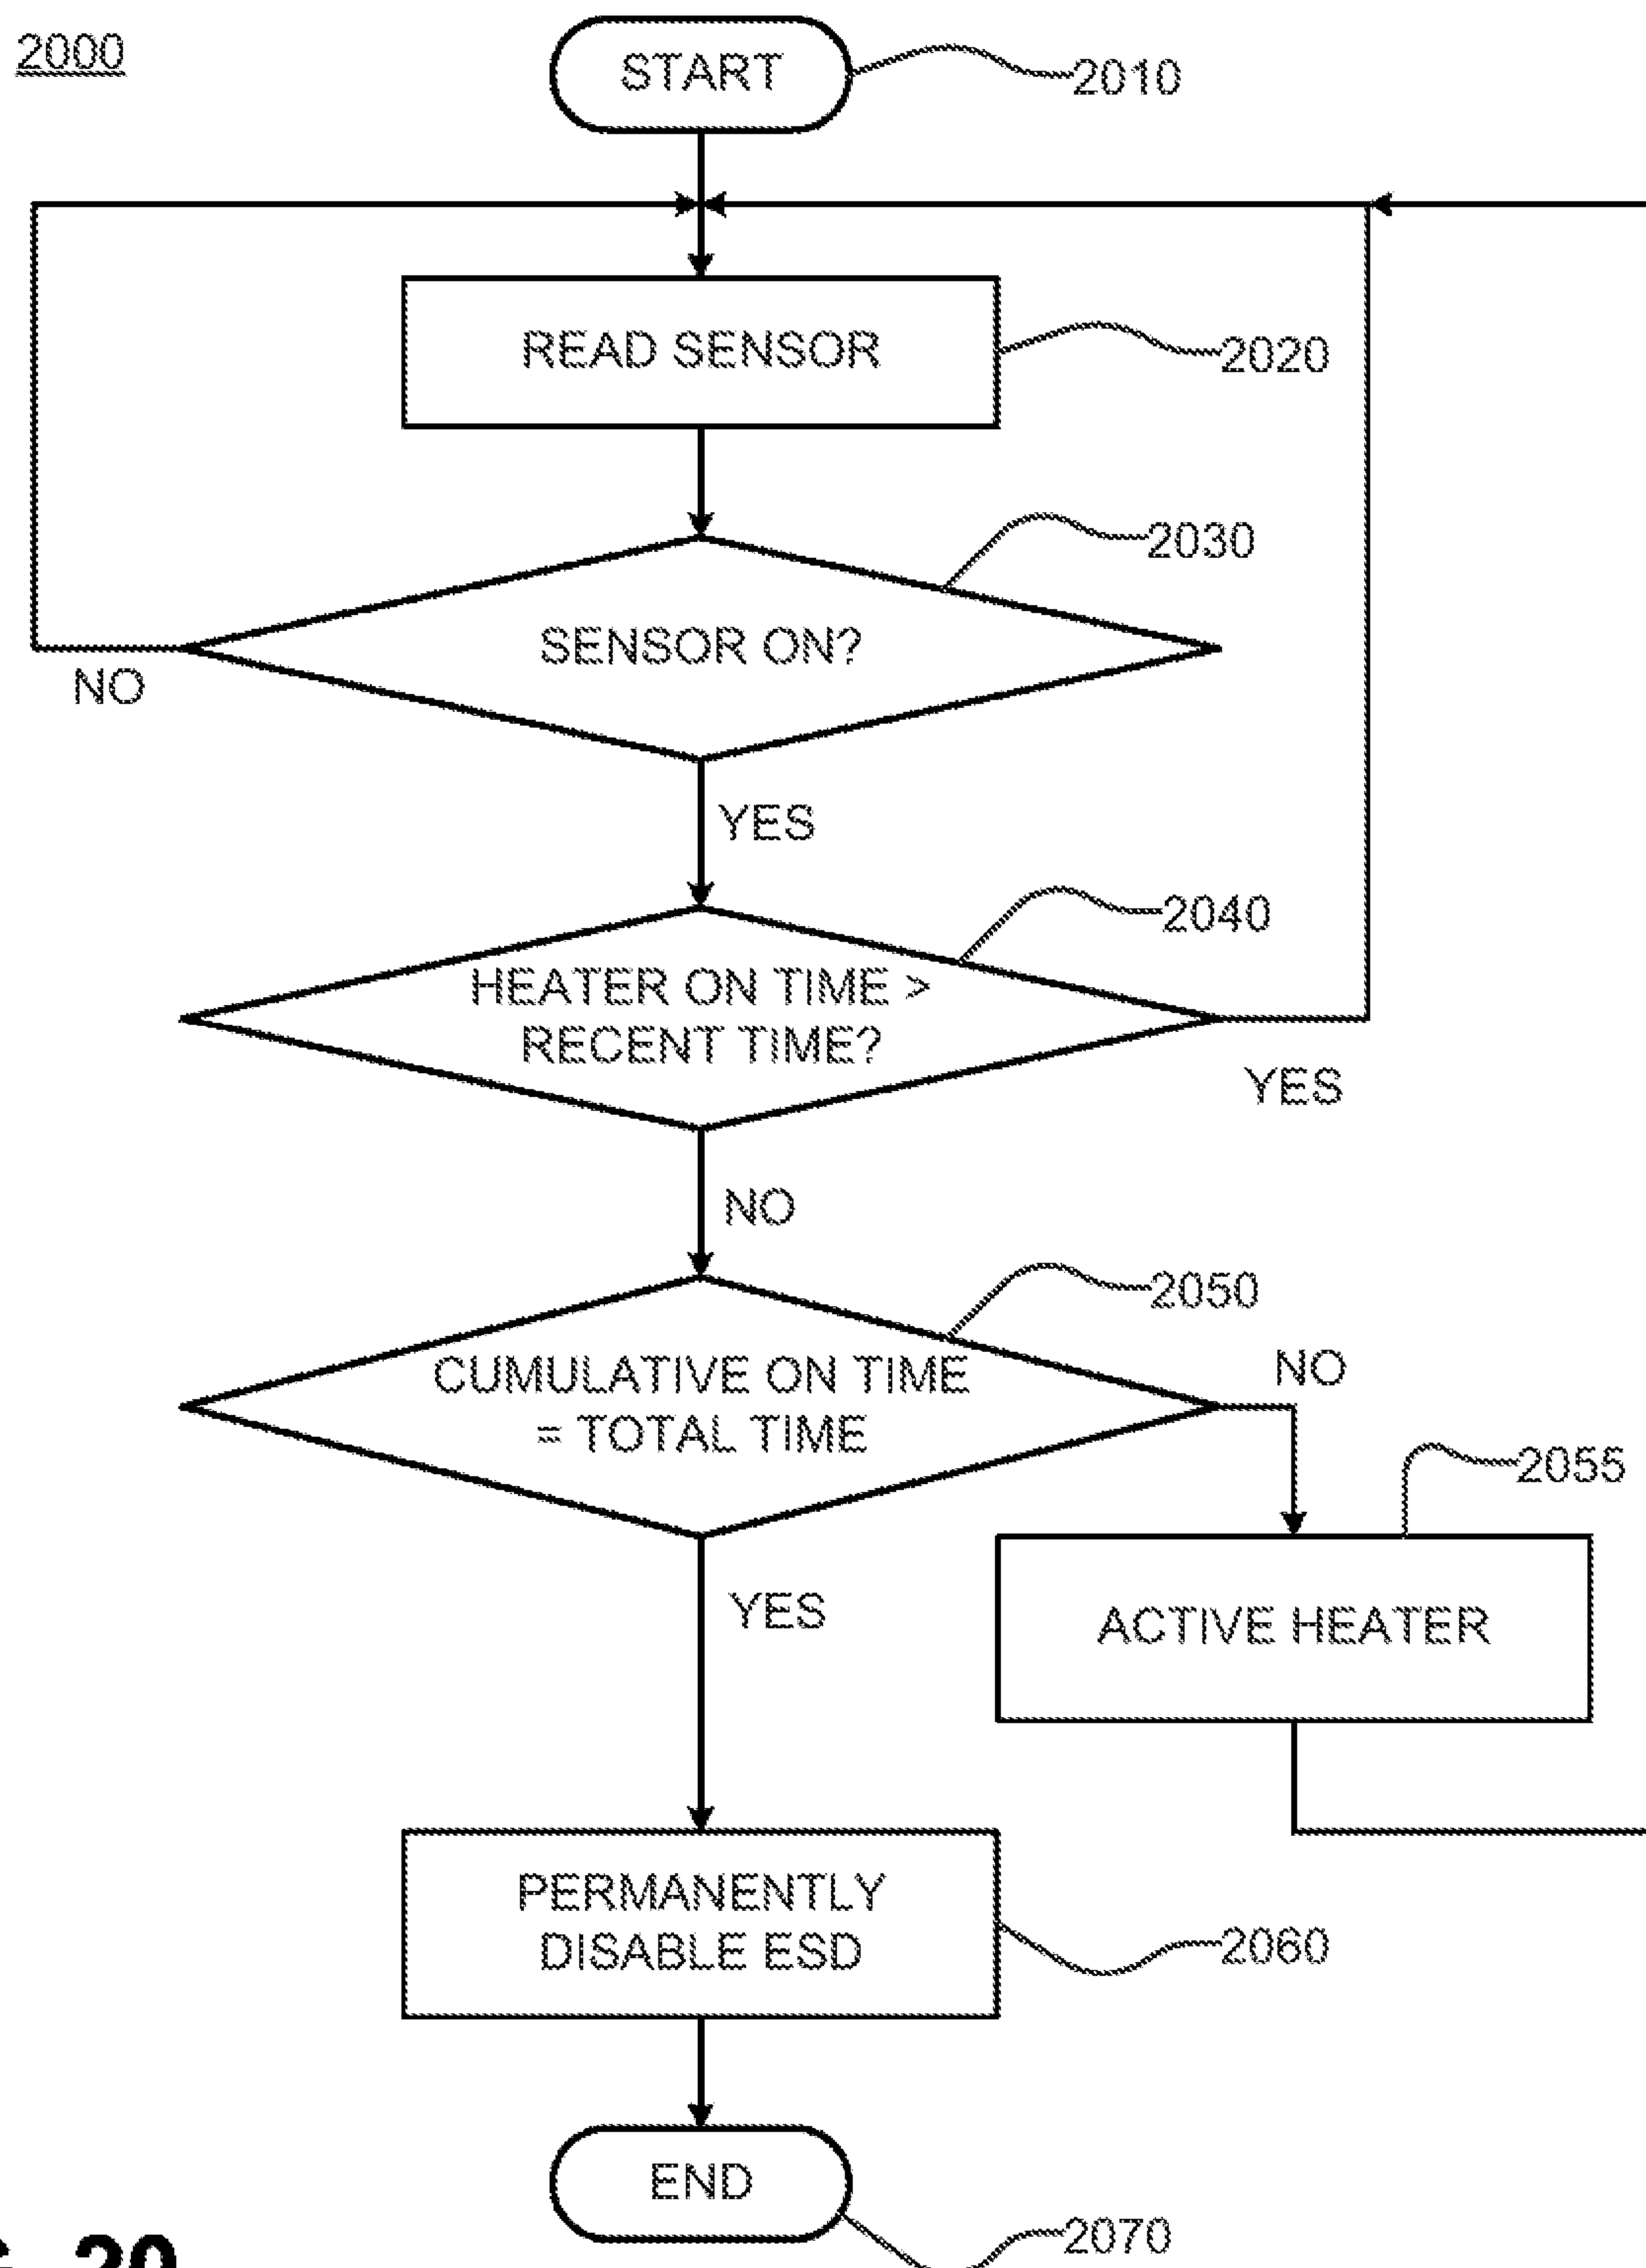 2000
START
2010
READ SENSOR
2020
2030
SENSOR ON?
NO
YES
2040
HEATER ON TIME >
RECENT TIME?
YES
NO
2050
CUMULATIVE ON TIME
= TOTAL TIME
NO
2055
ACTIVE HEATER
YES
PERMANENTLY
DISABLE ESD
2060
END
2070
20